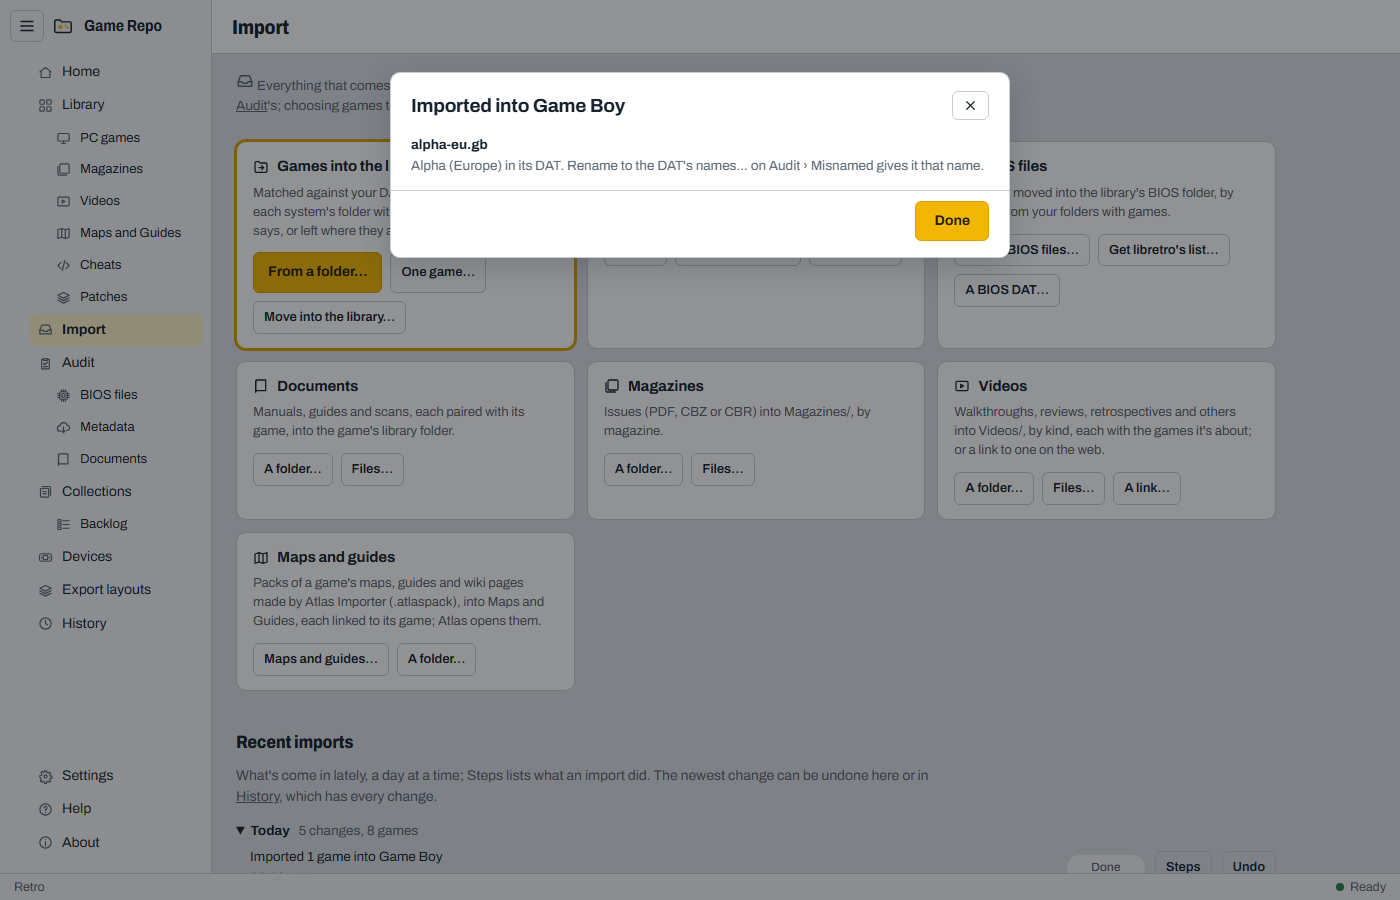 Game Repo
Import
Home
Library
PC games
Magazines
Videos
Maps and Guides
Cheats
Patches
Import
Audit
BIOS files
Metadata
Documents
Collections
Backlog
Devices
Export layouts
History
Settings
Help
About
Everything that comes
Audit's; choosing games t
Imported into Game Boy
alpha-eu.gb
Alpha (Europe) in its DAT. Rename to the DAT's names... on Audit › Misnamed gives it that name.
Done
Games into the l
Matched against your D
each system's folder wit
says, or left where they a
From a folder...
One game...
Move into the library...
S files
moved into the library's BIOS folder, by
om your folders with games.
BIOS files...
Get libretro's list...
A BIOS DAT...
Documents
Manuals, guides and scans, each paired with its
game, into the game's library folder.
A folder...
Files...
Magazines
Issues (PDF, CBZ or CBR) into Magazines/, by
magazine.
A folder...
Files...
Videos
Walkthroughs, reviews, retrospectives and others
into Videos/, by kind, each with the games it's about;
or a link to one on the web.
A folder...
Files...
A link...
Maps and guides
Packs of a game's maps, guides and wiki pages
made by Atlas Importer (.atlaspack), into Maps and
Guides, each linked to its game; Atlas opens them.
Maps and guides...
A folder...
Recent imports
What's come in lately, a day at a time; Steps lists what an import did. The newest change can be undone here or in
History, which has every change.
Today 5 changes, 8 games
Imported 1 game into Game Boy
Done
Steps
Undo
Retro
Ready